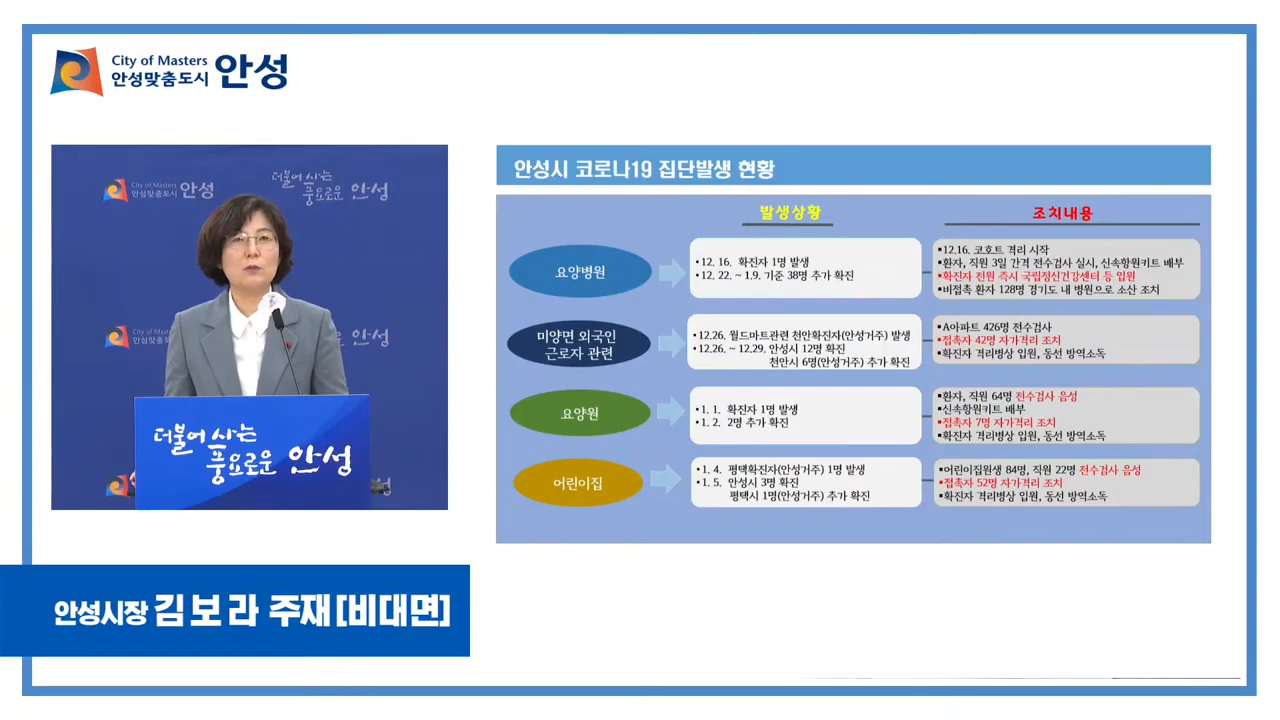 City of Masters
안성맞춤도시 안성
City of Masters
안성맞춤도시 안성
더불어 사는
풍요로운 안성
더불어 사는
풍요로운 안성
안성시 코로나19 집단발생 현황
발생상황
조치내용
요양병원
•12. 16. 확진자 1명 발생
•12. 22. ~ 1.9. 기준 38명 추가 확진
▪12.16. 코호트 격리 시작
▪환자, 직원 3일 간격 전수검사 실시, 신속항원키트 배부
▪확진자 전원 즉시 국립정신건강센터 등 입원
▪비접촉 환자 128명 경기도 내 병원으로 소산 조치
미양면 외국인
근로자 관련
•12.26. 월드마트관련 천안확진자(안성거주) 발생
•12.26. ~ 12.29. 안성시 12명 확진
천안시 6명(안성거주) 추가 확진
▪A아파트 426명 전수검사
▪접촉자 42명 자가격리 조치
▪확진자 격리병상 입원, 동선 방역소독
요양원
•1. 1. 확진자 1명 발생
•1. 2. 2명 추가 확진
▪환자, 직원 64명 전수검사 음성
▪신속항원키트 배부
▪접촉자 7명 자가격리 조치
▪확진자 격리병상 입원, 동선 방역소독
어린이집
•1. 4. 평택확진자(안성거주) 1명 발생
•1. 5. 안성시 3명 확진
평택시 1명(안성거주) 추가 확진
▪어린이집원생 84명, 직원 22명 전수검사 음성
▪접촉자 52명 자가격리 조치
▪확진자 격리병상 입원, 동선 방역소독
안성시장 김보라 주재[비대면]